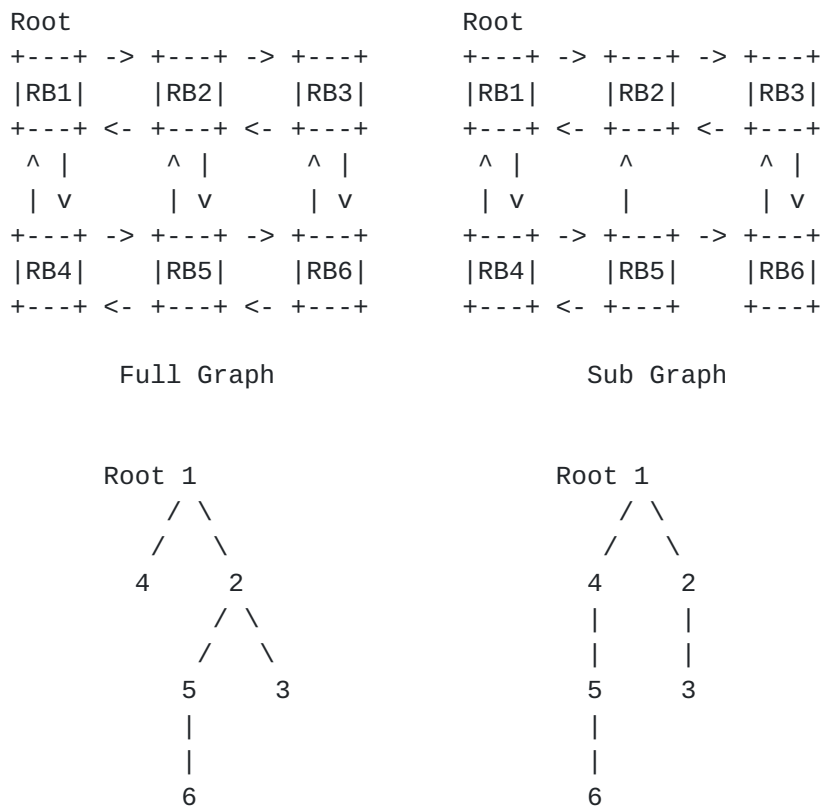 Root                         Root
+---+ -> +---+ -> +---+      +---+ -> +---+ -> +---+
|RB1|    |RB2|    |RB3|      |RB1|    |RB2|    |RB3|
+---+ <- +---+ <- +---+      +---+ <- +---+ <- +---+
 ^ |      ^ |      ^ |        ^ |      ^        ^ |
 | v      | v      | v        | v      |        | v
+---+ -> +---+ -> +---+      +---+ -> +---+ -> +---+
|RB4|    |RB5|    |RB6|      |RB4|    |RB5|    |RB6|
+---+ <- +---+ <- +---+      +---+ <- +---+    +---+

       Full Graph                    Sub Graph


      Root 1                       Root 1
          / \                          / \
         /   \                        /   \
        4     2                      4     2
             / \                     |     |
            /   \                    |     |
           5     3                   5     3
           |                         |
           |                         |
           6                         6